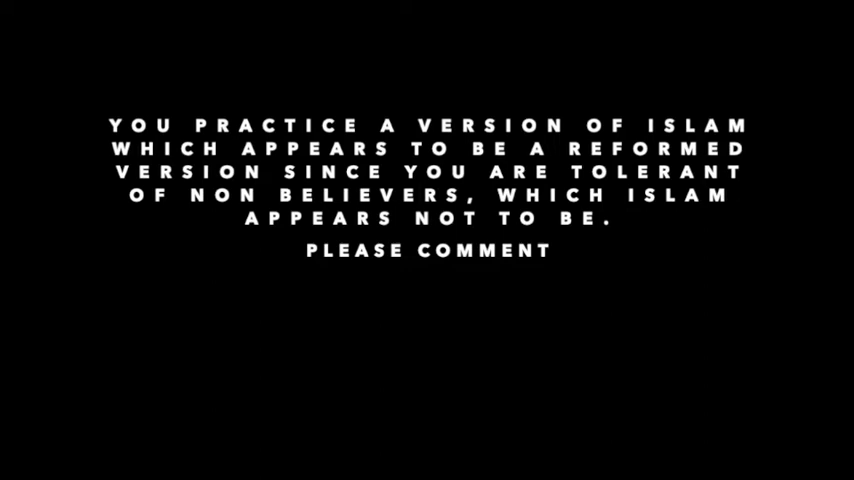 YOU PRACTICE A VERSION OF ISLAM
WHICH APPEARS TO BE A REFORMED
VERSION SINCE YOU ARE TOLERANT
OF NON BELIEVERS, WHICH ISLAM
APPEARS NOT TO BE.
PLEASE COMMENT